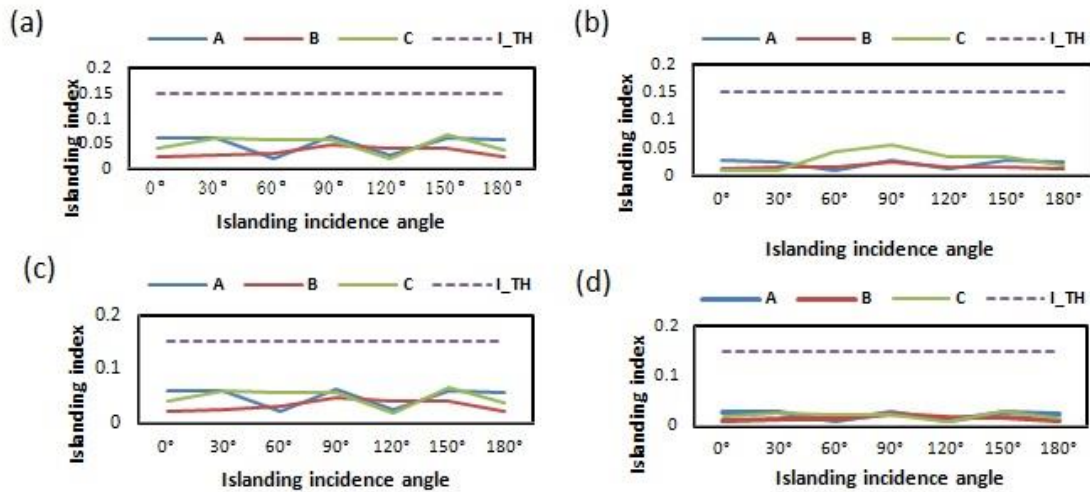 (a)
A B C I_TH
Islanding index
0.2
0.15
0.1
0.05
0
0° 30° 60° 90° 120° 150° 180°
Islanding incidence angle
(b)
A B C I_TH
Islanding index
0.2
0.15
0.1
0.05
0
0° 30° 60° 90° 120° 150° 180°
Islanding incidence angle
(c)
A B C I_TH
Islanding index
0.2
0.1
0
0° 30° 60° 90° 120° 150° 180°
Islanding incidence angle
(d)
A B C I_TH
Islanding index
0.2
0.1
0
0° 30° 60° 90° 120° 150° 180°
Islanding incidence angle